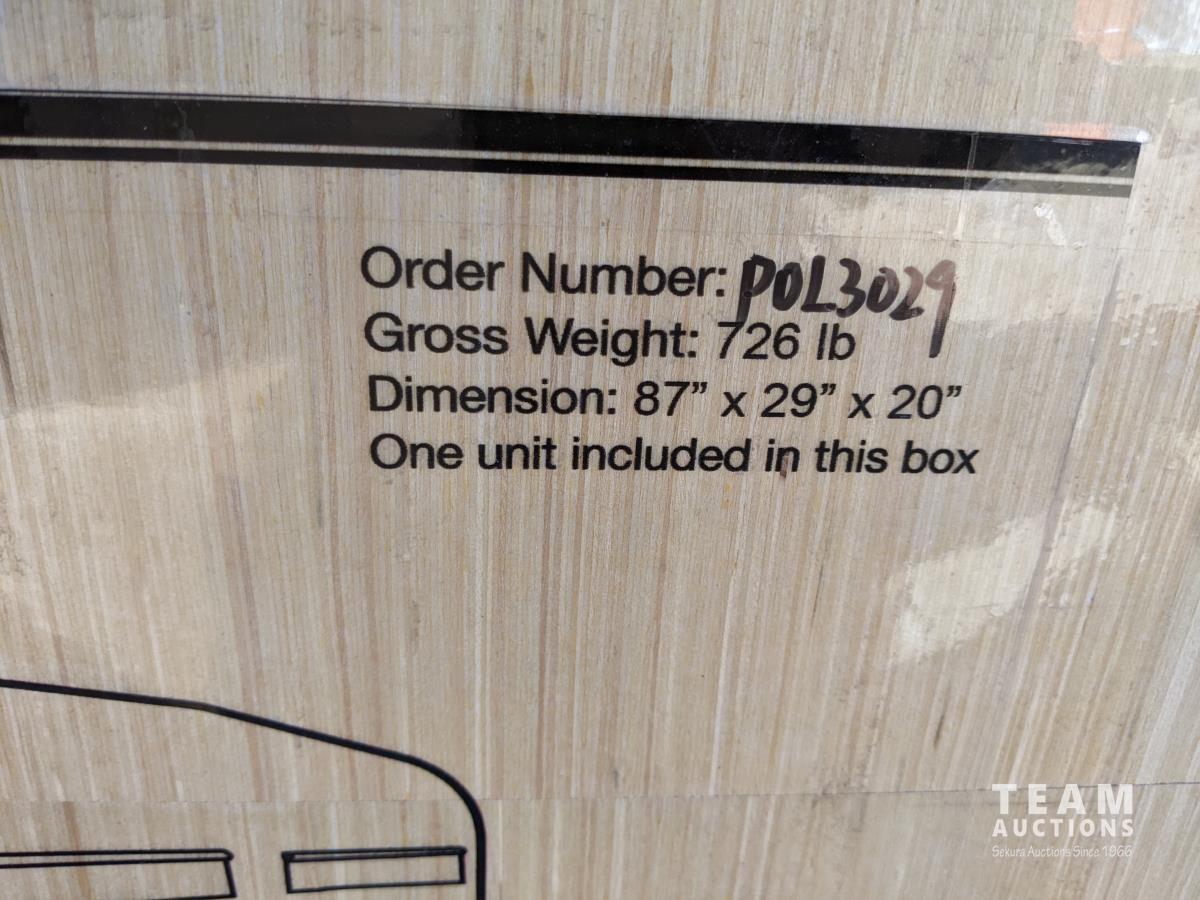 Order Number: POL3029
Gross Weight: 726 lb
Dimension: 87” x 29” x 20”
One unit included in this box
TEAM
AUCTIONS
Sekura Auctions Since 1966